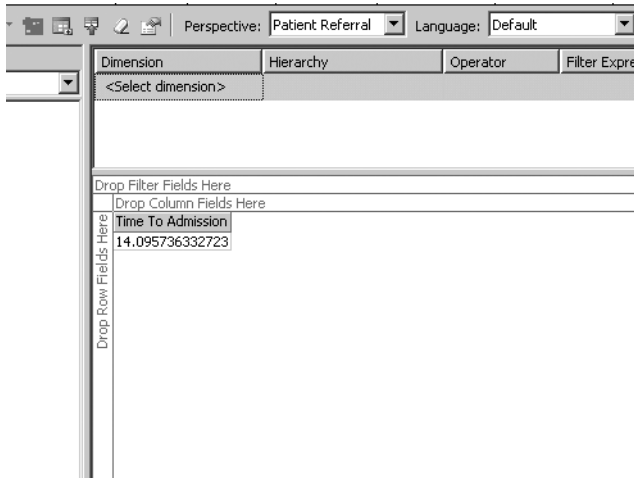 Perspective: Patient Referral Language: Default
Dimension Hierarchy Operator Filter Expre
<Select dimension>
Drop Filter Fields Here
Drop Column Fields Here
Drop Row Fields Here
Time To Admission
14.095736332723